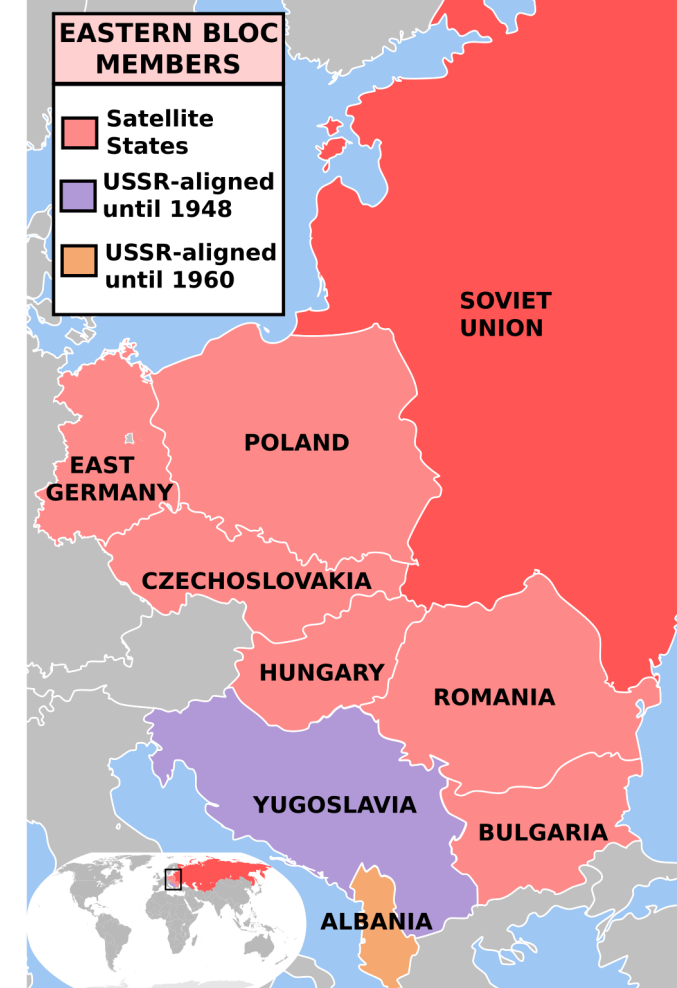 EASTERN BLOC
MEMBERS
Satellite
States
USSR-aligned
until 1948
USSR-aligned
until 1960
SOVIET
UNION
POLAND
EAST
GERMANY
CZECHOSLOVAKIA
HUNGARY
ROMANIA
YUGOSLAVIA
BULGARIA
ALBANIA